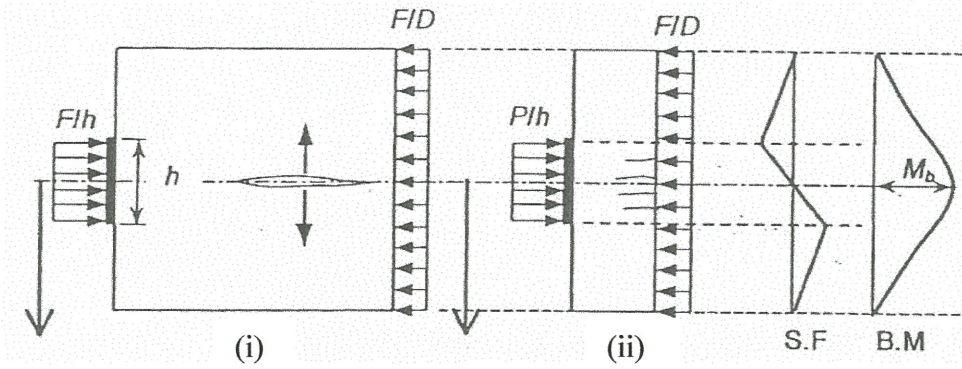 F/D
F/D
F/h
P/h
h
M_b
(i)
(ii)
S.F
B.M